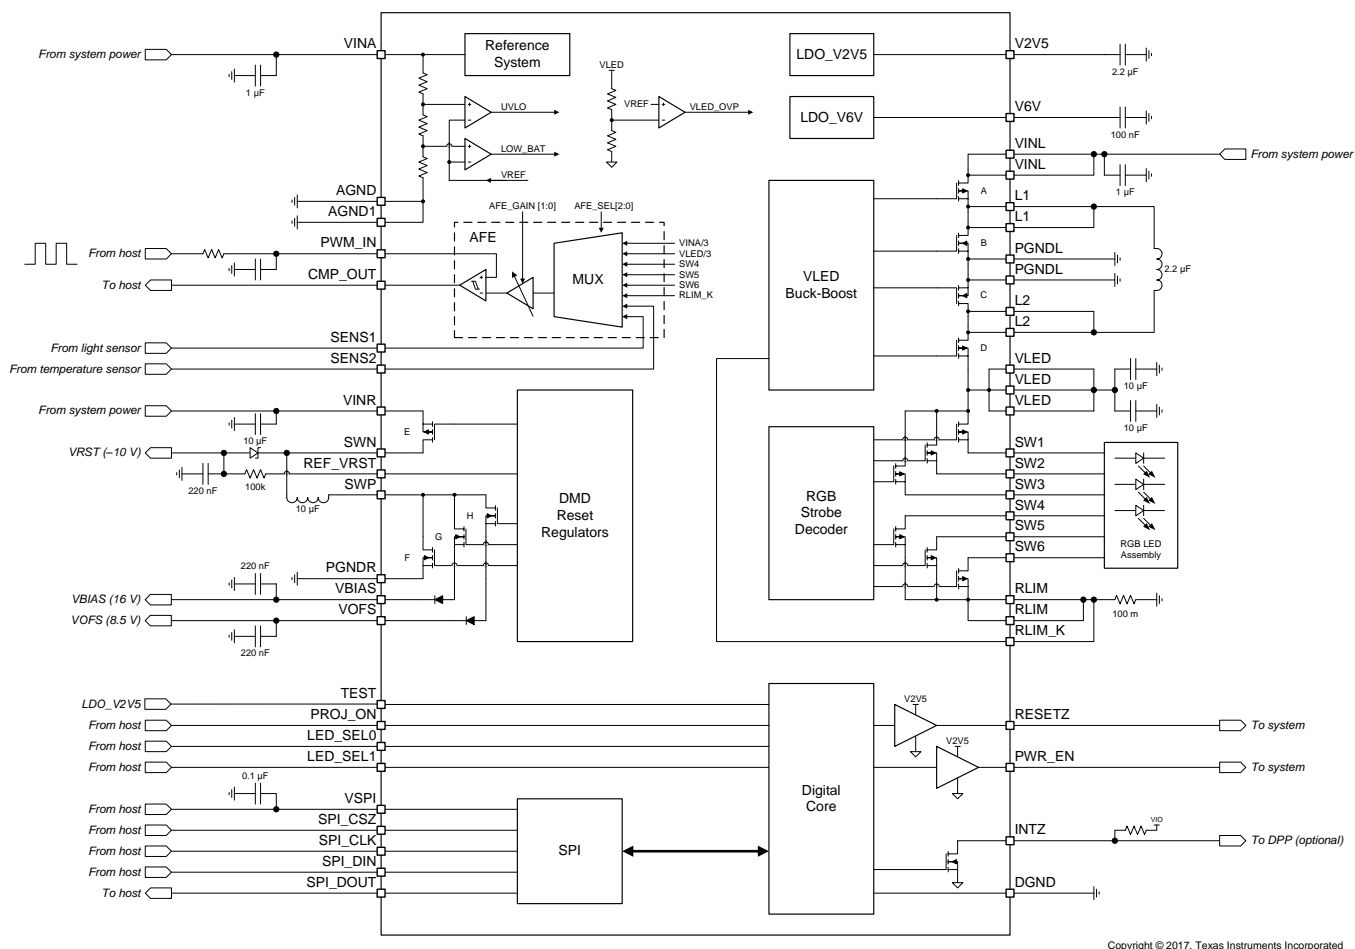 From system power
VINA
1 µF
Reference
System
UVLO
LOW_BAT
VREF
VLED
VREF
VLED_OVP
LDO_V2V5
V2V5
2.2 µF
LDO_V6V
V6V
100 nF
VINL
From system power
VINL
1 µF
AGND
AGND1
From host
PWM_IN
To host
CMP_OUT
AFE_GAIN [1:0]
AFE_SEL[2:0]
AFE
MUX
VINA/3
VLED/3
SW4
SW5
SW6
RLIM_K
SENS1
From light sensor
SENS2
From temperature sensor
VLED
Buck-Boost
A
B
C
D
L1
L1
PGNDL
PGNDL
2.2 µF
L2
L2
VLED
VLED
VLED
10 µF
10 µF
From system power
VINR
10 µF
E
VRST (–10 V)
SWN
REF_VRST
220 nF
100k
SWP
10 µF
H
G
F
DMD
Reset
Regulators
PGNDR
220 nF
VBIAS (16 V)
VBIAS
VOFS (8.5 V)
VOFS
220 nF
RGB
Strobe
Decoder
SW1
SW2
SW3
SW4
SW5
SW6
RGB LED
Assembly
RLIM
RLIM
RLIM_K
100 m
LDO_V2V5
TEST
From host
PROJ_ON
From host
LED_SEL0
From host
LED_SEL1
0.1 µF
From host
VSPI
From host
SPI_CSZ
From host
SPI_CLK
From host
SPI_DIN
To host
SPI_DOUT
SPI
Digital
Core
V2V5
RESETZ
To system
V2V5
PWR_EN
To system
INTZ
VIO
To DPP (optional)
DGND
Copyright © 2017, Texas Instruments Incorporated